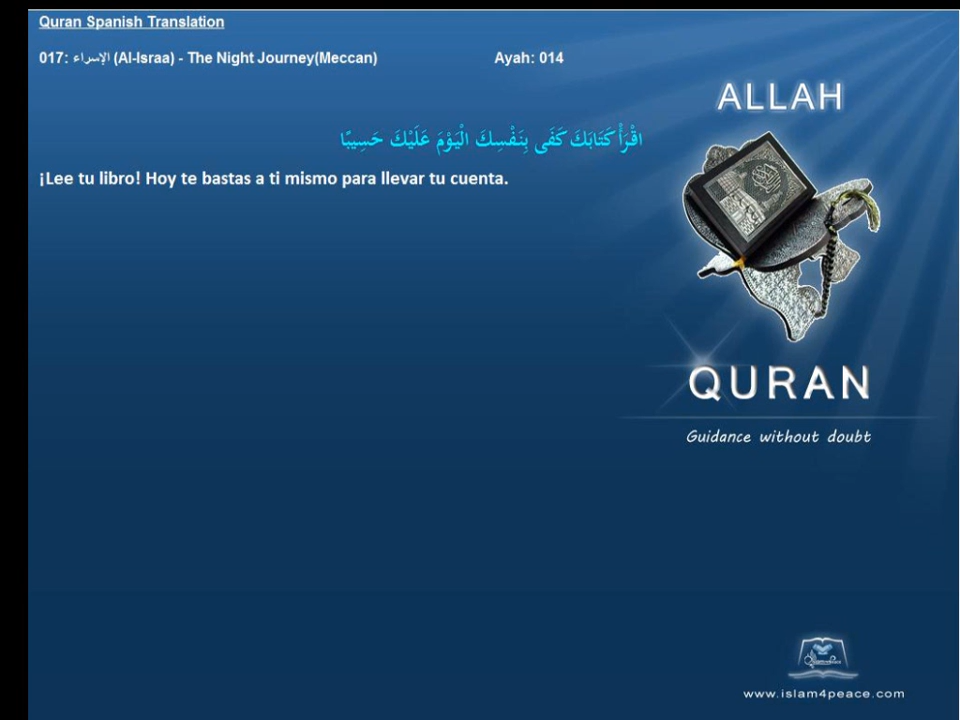 Quran Spanish Translation
017: الإسراء (Al-Israa) - The Night Journey(Meccan) Ayah: 014
ALLAH
اقْرَأْ كَتَابَكَ كَفَى بِنَفْسِكَ الْيَوْمَ عَلَيْكَ حَسِيبًا
¡Lee tu libro! Hoy te bastas a ti mismo para llevar tu cuenta.
QURAN
Guidance without doubt
www.islam4peace.com